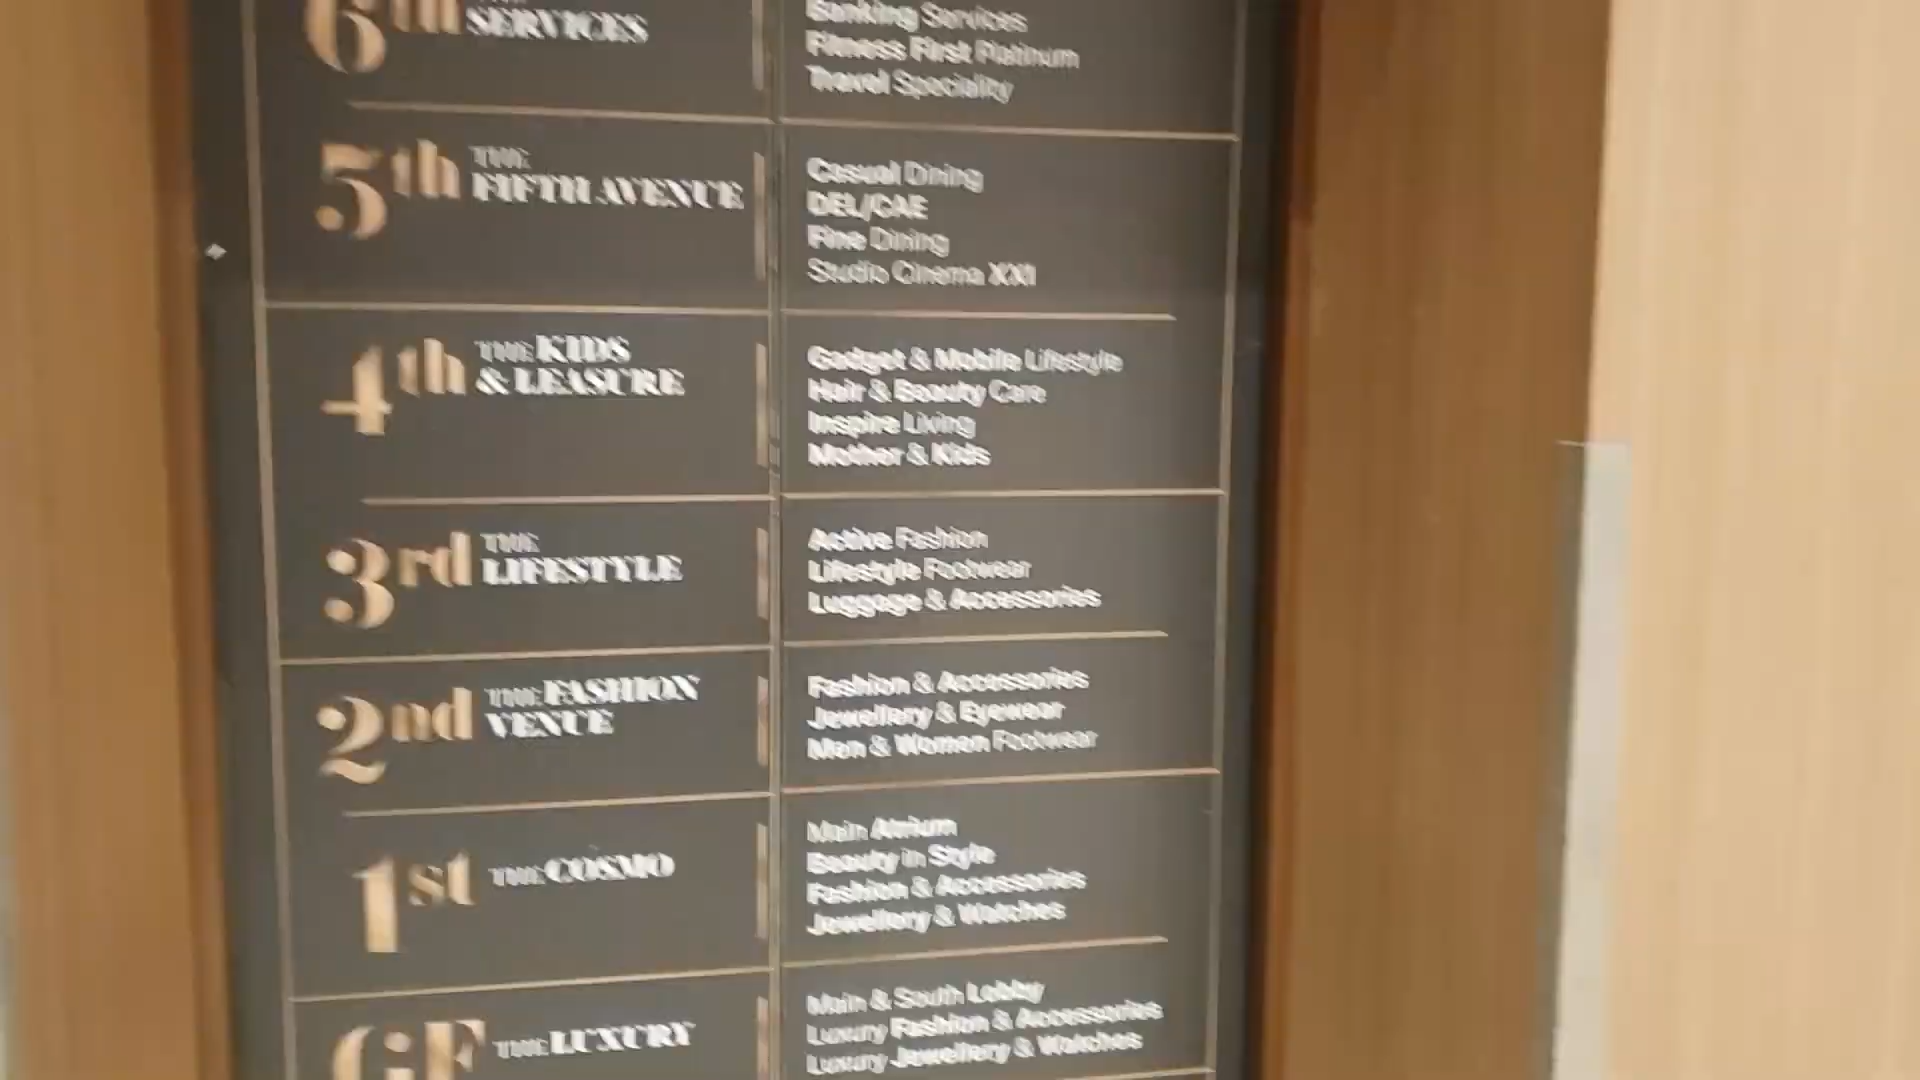 6th
SERVICES
Banking Services
Fitness First Platinum
Travel Speciality
5th THE
FIFTH AVENUE
Casual Dining
DEL/CAE
Fine Dining
Studio Cinema XXI
4th THE KIDS
& LEASURE
Gadget & Mobile Lifestyle
Hair & Beauty Care
Inspire Living
Mother & Kids
3rd THE
LIFESTYLE
Active Fashion
Lifestyle Footwear
Luggage & Accessories
2nd THE FASHION
VENUE
Fashion & Accessories
Jewellery & Eyewear
Men & Women Footwear
1st THE COSMO
Main Atrium
Beauty in Style
Fashion & Accessories
Jewellery & Watches
GF THE LUXURY
Main & South Lobby
Luxury Fashion & Accessories
Luxury Jewellery & Watches